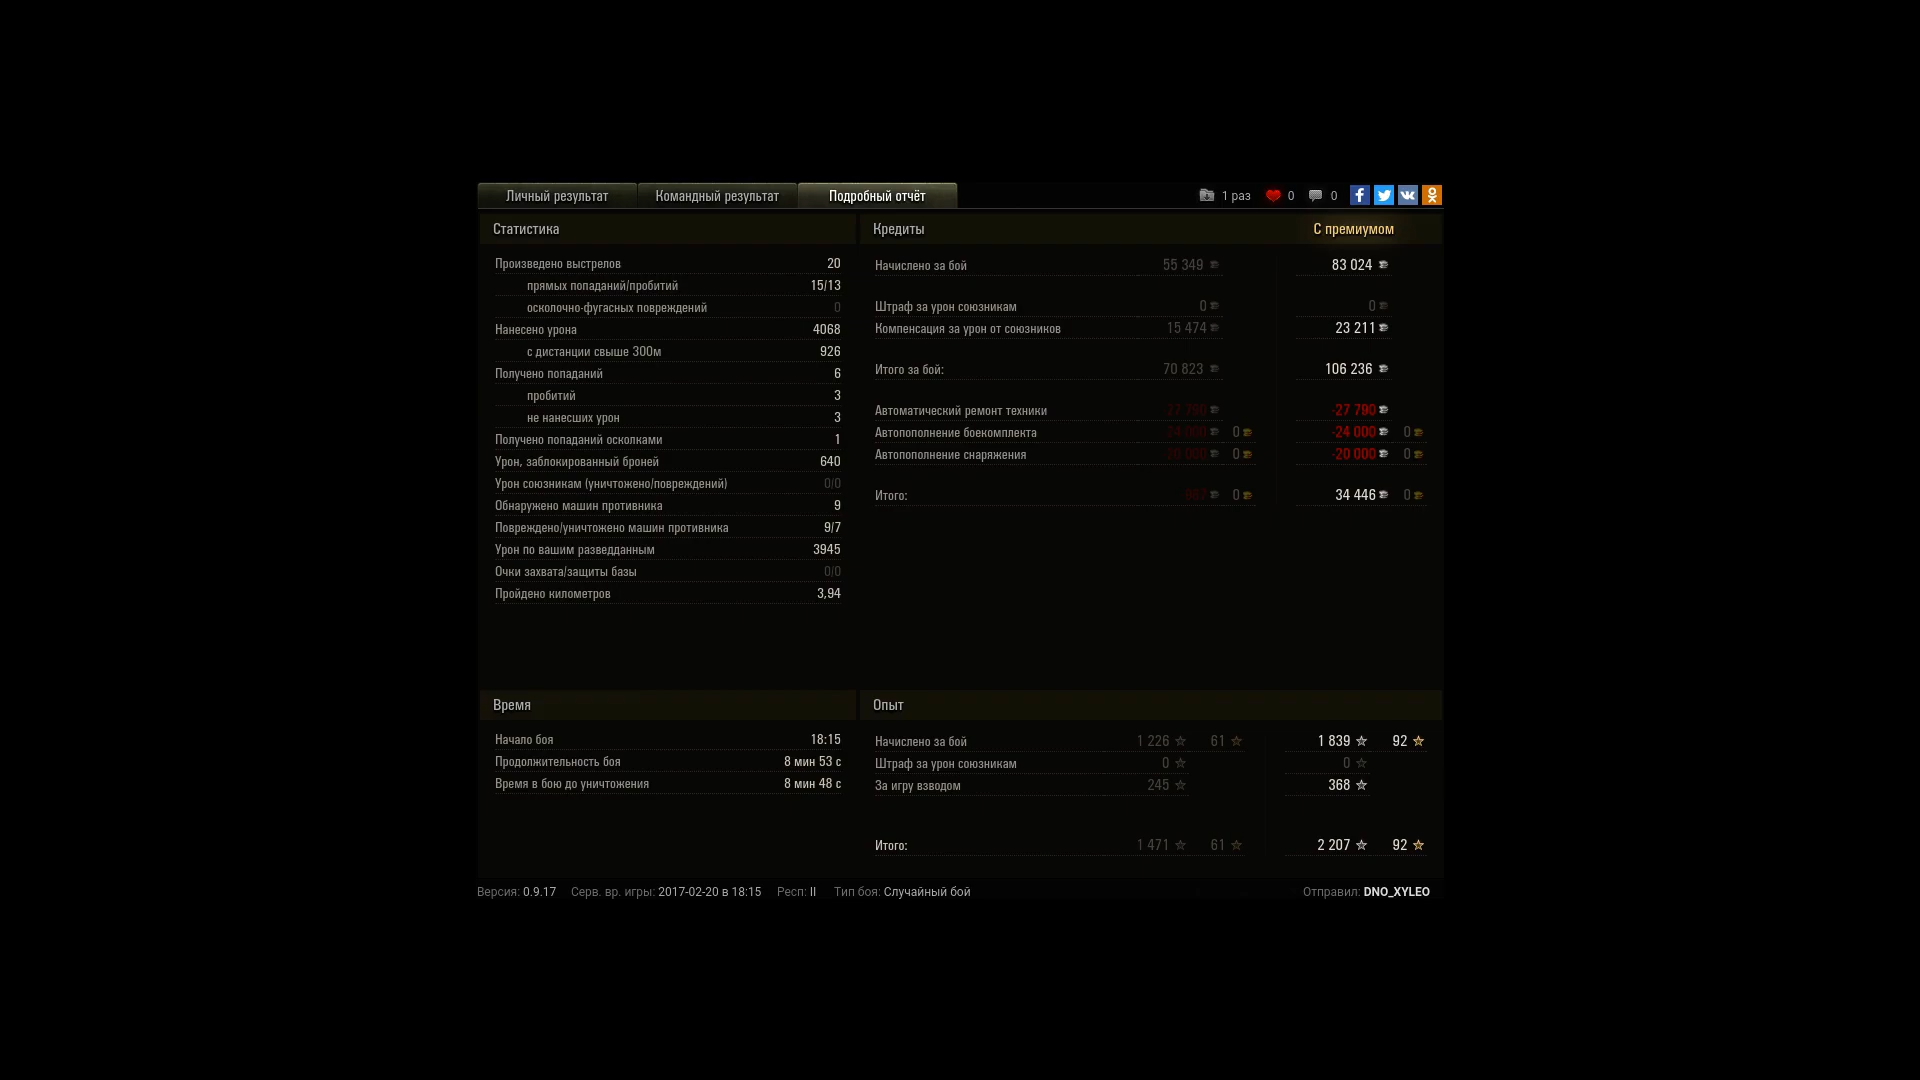 Личный результат Командный результат Подробный отчёт 1 раз 0 0
Статистика
Произведено выстрелов 20
прямых попаданий/пробитий 15/13
осколочно-фугасных повреждений 0
Нанесено урона 4068
с дистанции свыше 300м 926
Получено попаданий 6
пробитий 3
не нанесших урон 3
Получено попаданий осколками 1
Урон, заблокированный броней 640
Урон союзникам (уничтожено/повреждений) 0/0
Обнаружено машин противника 9
Повреждено/уничтожено машин противника 9/7
Урон по вашим разведданным 3945
Очки захвата/защиты базы 0/0
Пройдено километров 3,94
Кредиты С премиумом
Начислено за бой 55 349 83 024
Штраф за урон союзникам 0 0
Компенсация за урон от союзников 15 474 23 211
Итого за бой: 70 823 106 236
Автоматический ремонт техники -27 790 -27 790
Автопополнение боекомплекта -24 000 0 -24 000 0
Автопополнение снаряжения -20 000 0 -20 000 0
Итого: 0 34 446 0
Время
Начало боя 18:15
Продолжительность боя 8 мин 53 с
Время в бою до уничтожения 8 мин 48 с
Опыт
Начислено за бой 1 226 61 1 839 92
Штраф за урон союзникам 0 0
За игру взводом 245 368
Итого: 1 471 61 2 207 92
Версия: 0.9.17 Серв. вр. игры: 2017-02-20 в 18:15 Респ: II Тип боя: Случайный бой Отправил: DNO_XYLEO